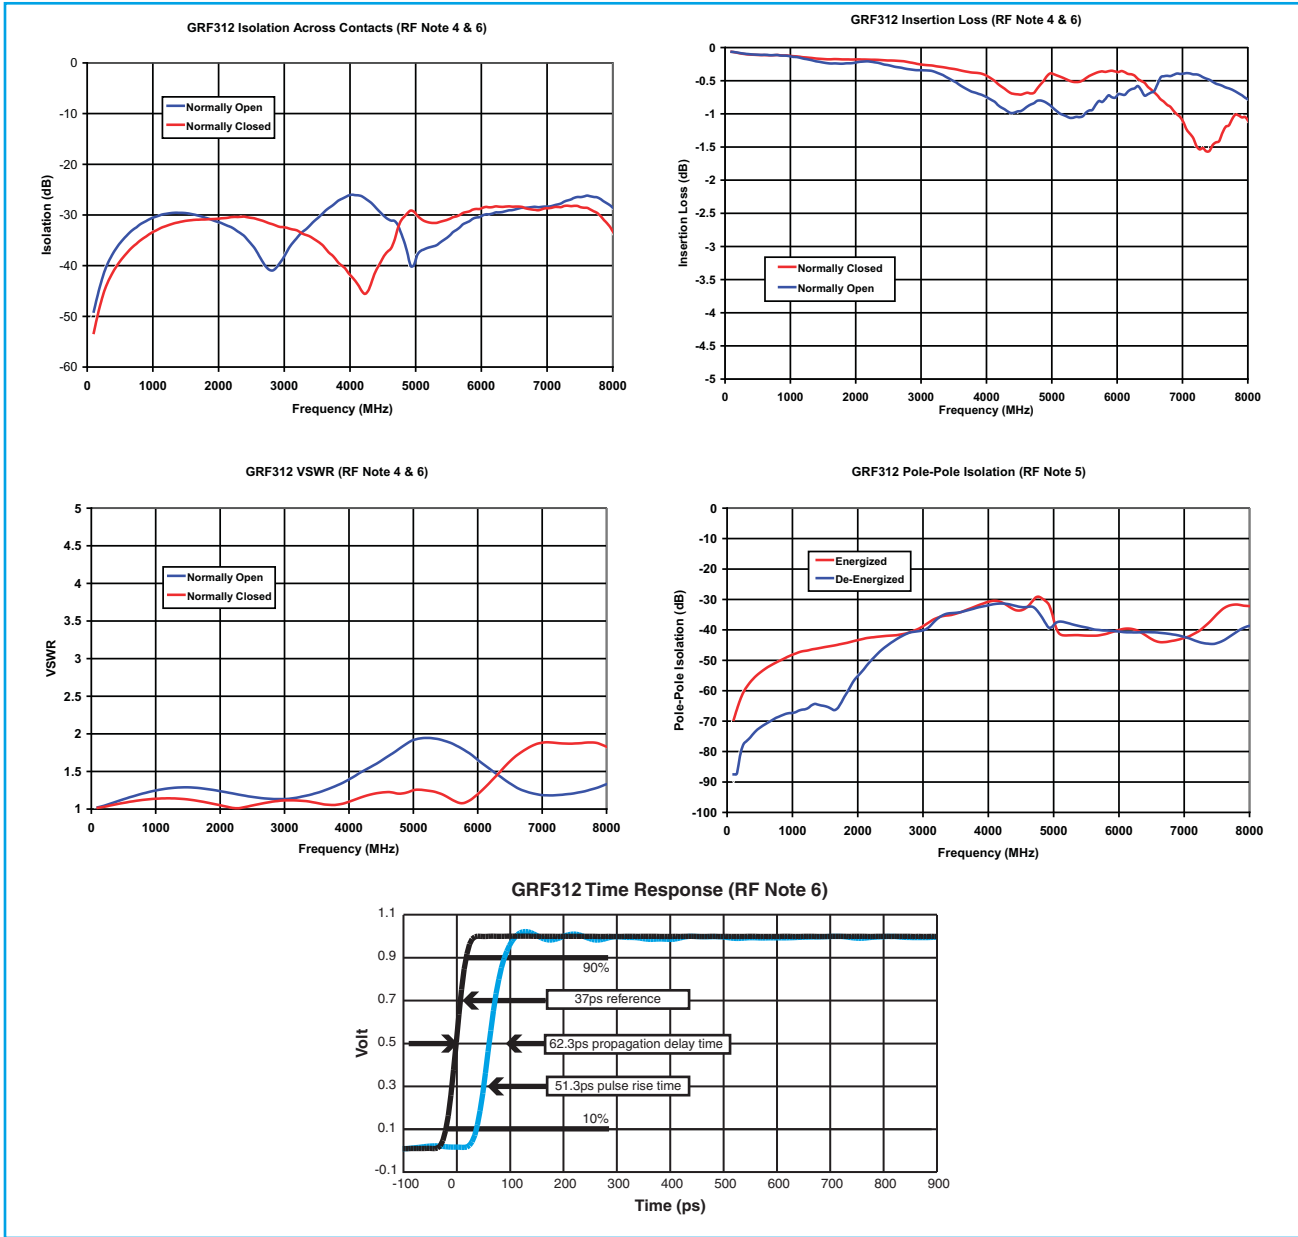 GRF312 Isolation Across Contacts (RF Note 4 & 6)
0
-10
-20
-30
-40
-50
-60
Isolation (dB)
Normally Open
Normally Closed
0 1000 2000 3000 4000 5000 6000 7000 8000
Frequency (MHz)
GRF312 Insertion Loss (RF Note 4 & 6)
0
-0.5
-1
-1.5
-2
-2.5
-3
-3.5
-4
-4.5
-5
Insertion Loss (dB)
Normally Closed
Normally Open
0 1000 2000 3000 4000 5000 6000 7000 8000
Frequency (MHz)
GRF312 VSWR (RF Note 4 & 6)
5
4.5
4
3.5
3
2.5
2
1.5
1
VSWR
Normally Open
Normally Closed
0 1000 2000 3000 4000 5000 6000 7000 8000
Frequency (MHz)
GRF312 Pole-Pole Isolation (RF Note 5)
0
-10
-20
-30
-40
-50
-60
-70
-80
-90
-100
Pole-Pole Isolation (dB)
Energized
De-Energized
0 1000 2000 3000 4000 5000 6000 7000 8000
Frequency (MHz)
GRF312 Time Response (RF Note 6)
1.1
0.9
0.7
0.5
0.3
0.1
-0.1
Volt
90%
37ps reference
62.3ps propagation delay time
51.3ps pulse rise time
10%
-100 0 100 200 300 400 500 600 700 800 900
Time (ps)